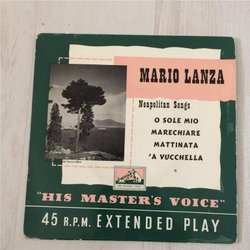 MARIO LANZA
Neapolitan Songs
O SOLE MIO
MARECHIARE
MATTINATA
'A VUCCHELLA
"HIS MASTER'S VOICE"
45 R.P.M. EXTENDED PLAY